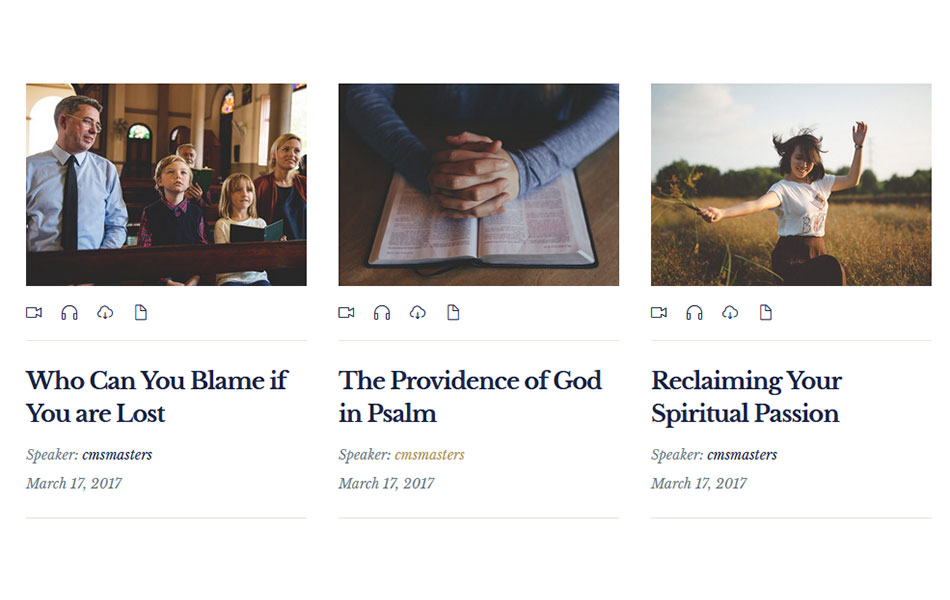 Who Can You Blame if
You are Lost
Speaker: cmsmasters
March 17, 2017
The Providence of God
in Psalm
Speaker: cmsmasters
March 17, 2017
Reclaiming Your
Spiritual Passion
Speaker: cmsmasters
March 17, 2017